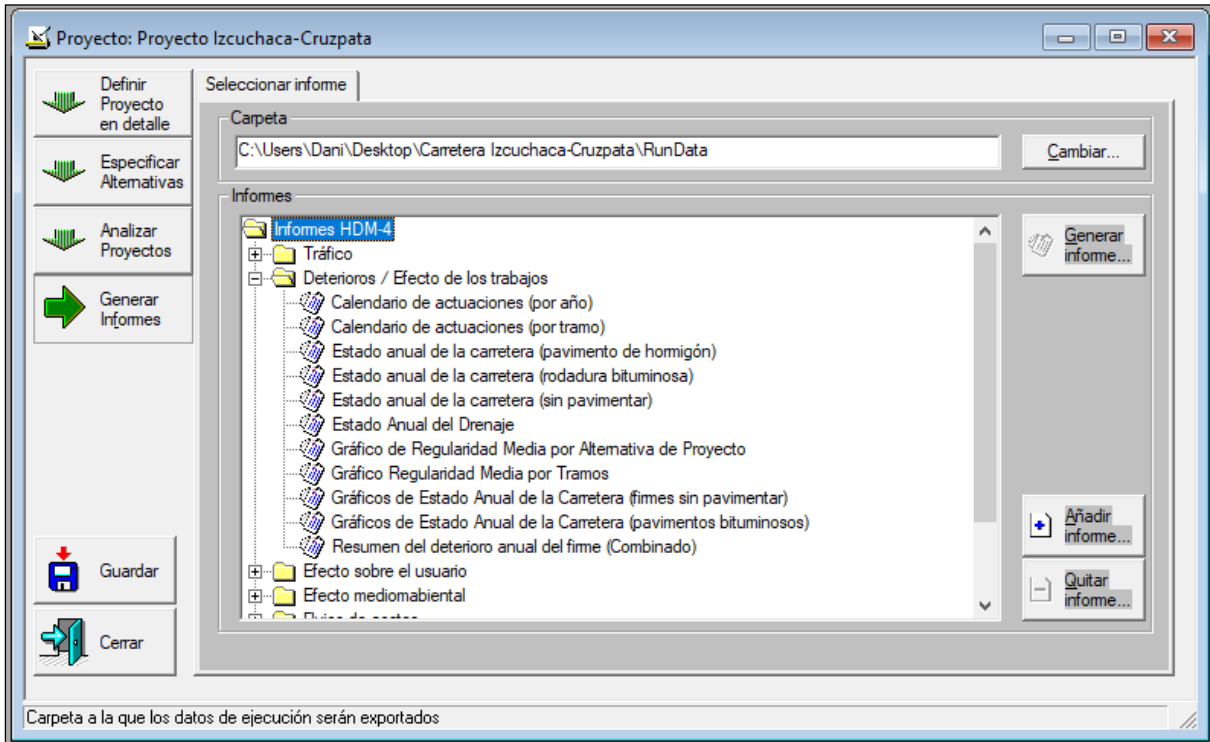 Proyecto: Proyecto Izcuchaca-Cruzpata
Definir
Proyecto
en detalle
Especificar
Alternativas
Analizar
Proyectos
Generar
Informes
Guardar
Cerrar
Seleccionar informe
Carpeta
C:\Users\Dani\Desktop\Carretera Izcuchaca-Cruzpata\RunData
Cambiar...
Informes
Informes HDM-4
Tráfico
Deterioros / Efecto de los trabajos
Calendario de actuaciones (por año)
Calendario de actuaciones (por tramo)
Estado anual de la carretera (pavimento de hormigón)
Estado anual de la carretera (rodadura bituminosa)
Estado anual de la carretera (sin pavimentar)
Estado Anual del Drenaje
Gráfico de Regularidad Media por Alternativa de Proyecto
Gráfico Regularidad Media por Tramos
Gráficos de Estado Anual de la Carretera (firmes sin pavimentar)
Gráficos de Estado Anual de la Carretera (pavimentos bituminosos)
Resumen del deterioro anual del firme (Combinado)
Efecto sobre el usuario
Efecto mediomabiental
Generar
informe...
Añadir
informe...
Quitar
informe...
Carpeta a la que los datos de ejecución serán exportados